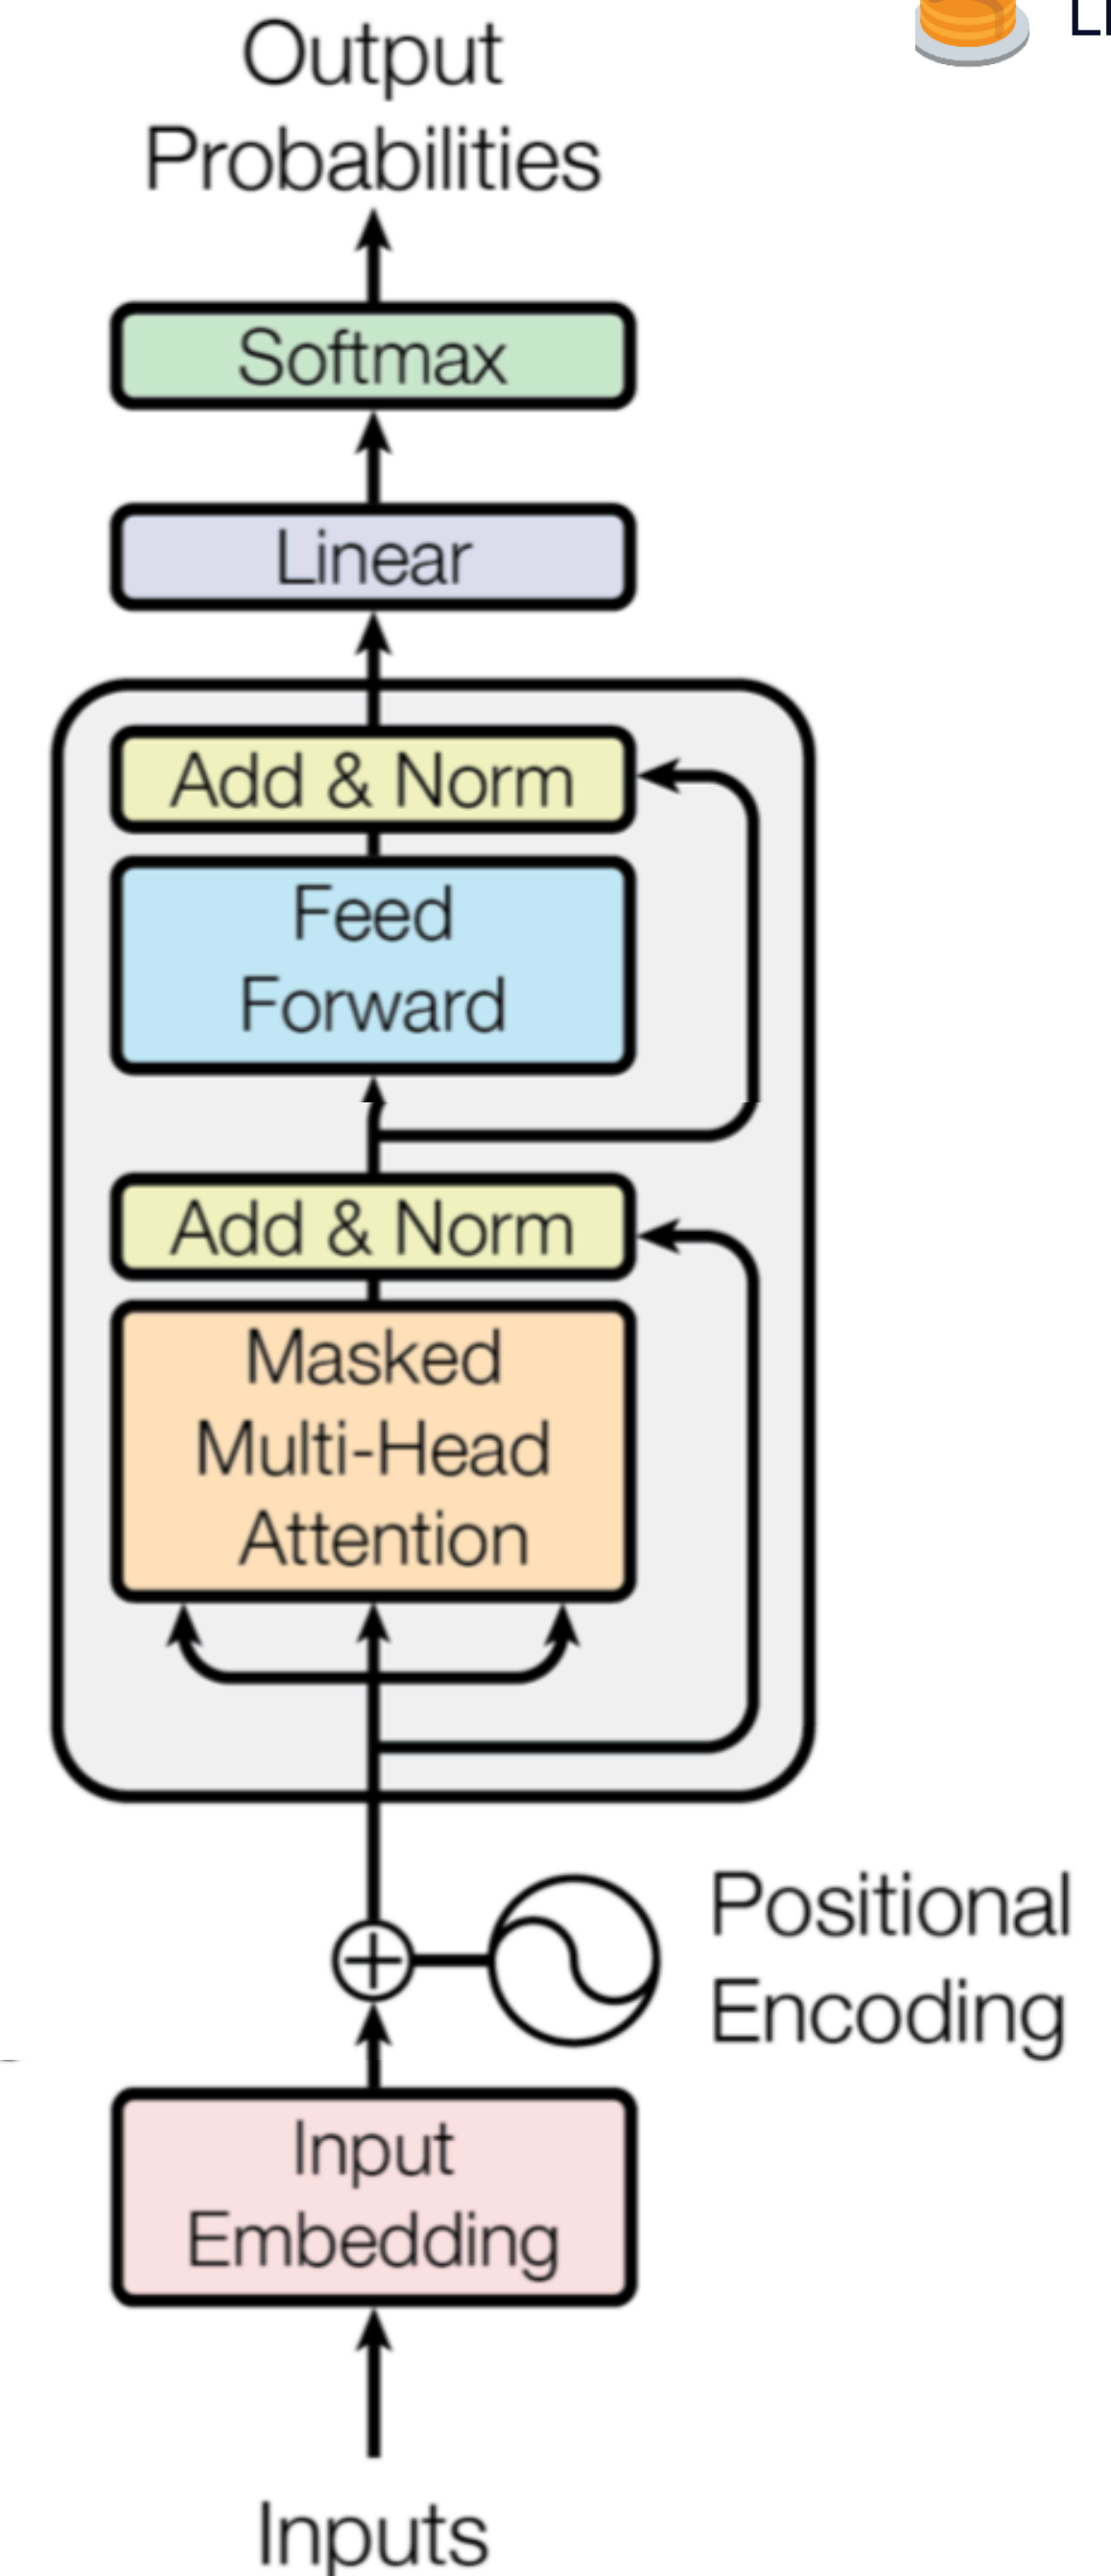 Output
Probabilities
Softmax
Linear
Add & Norm
Feed
Forward
Add & Norm
Masked
Multi-Head
Attention
Positional
Encoding
Input
Embedding
Inputs